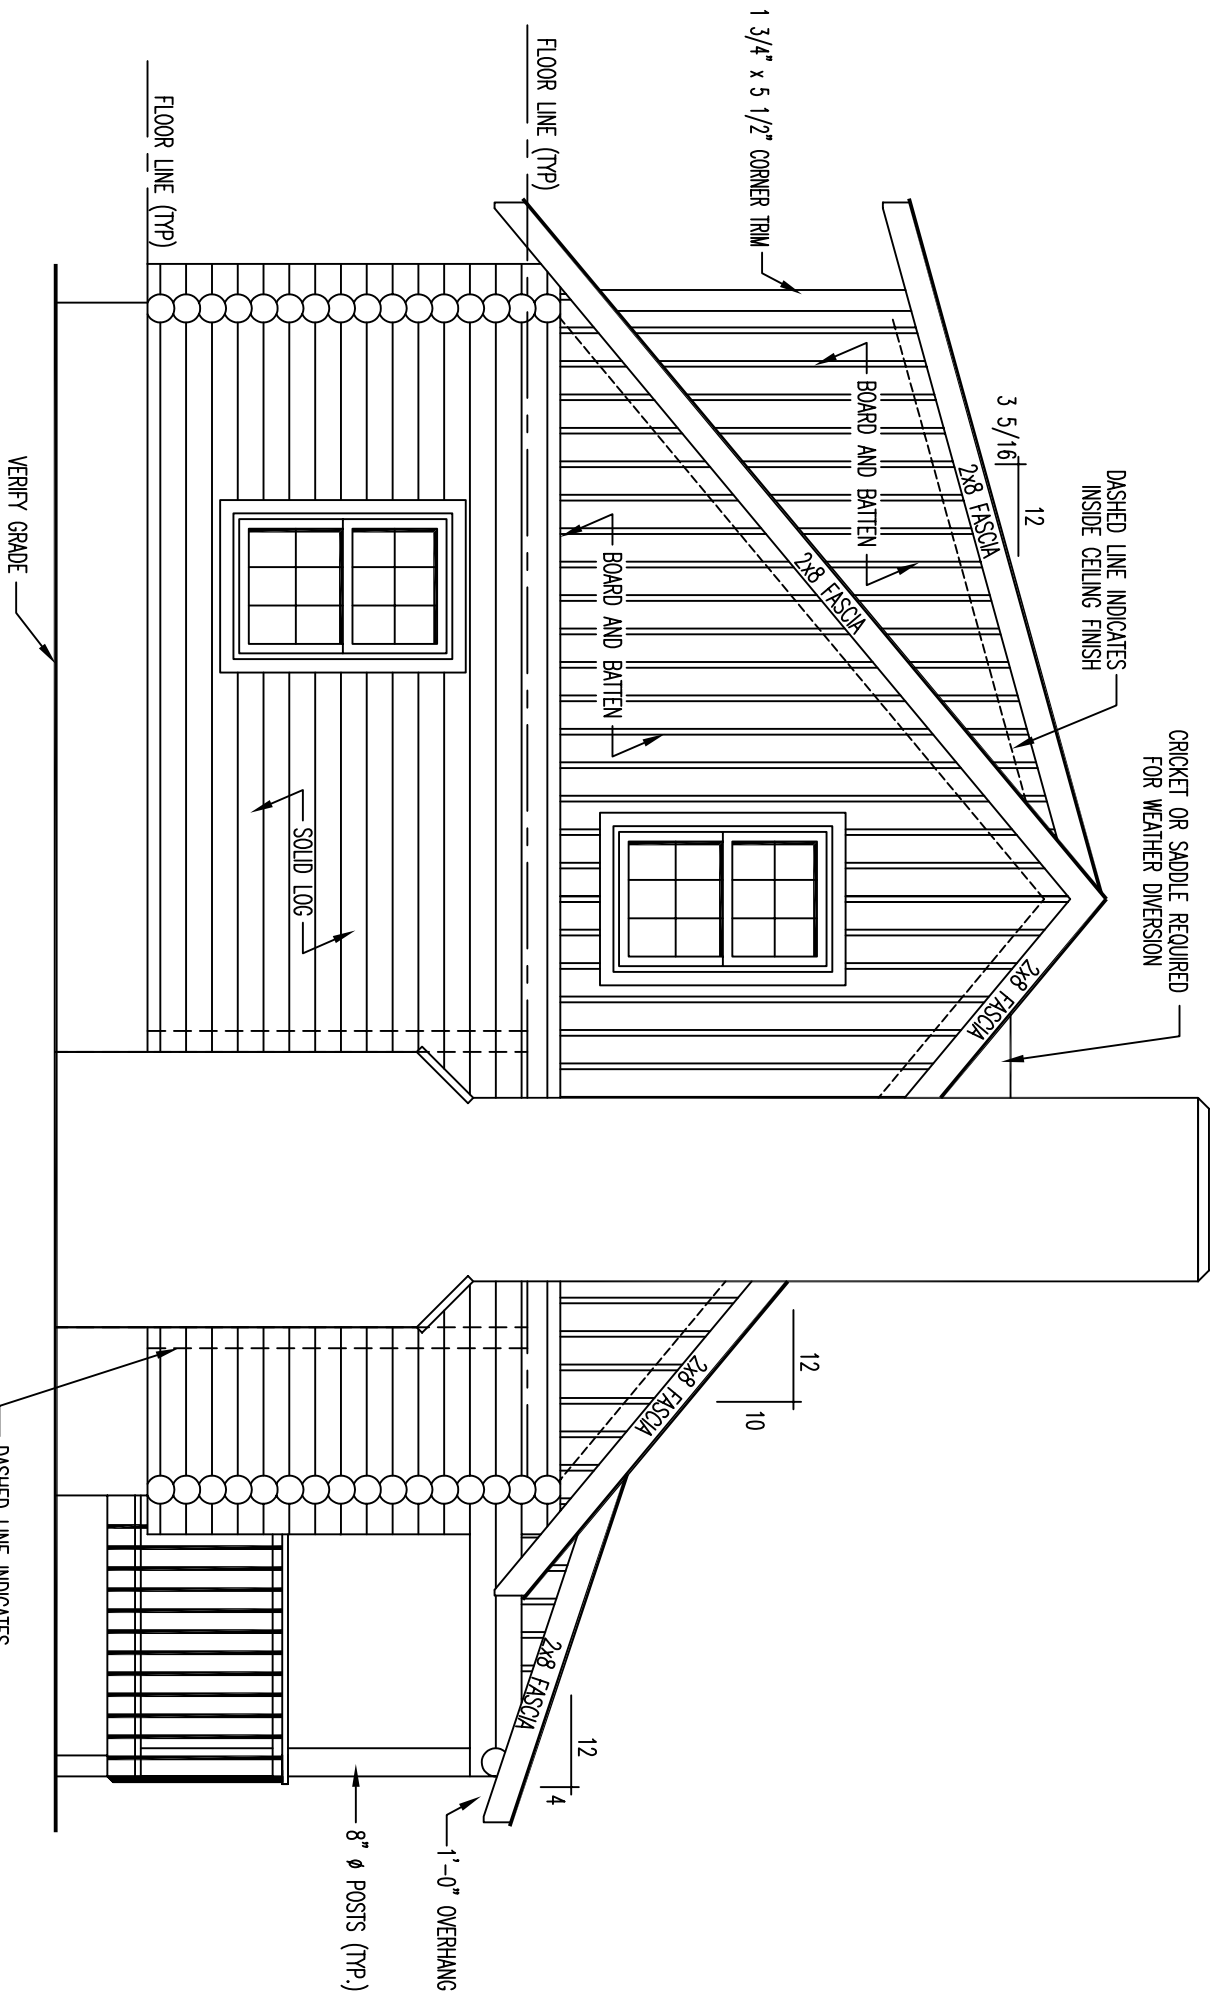 CRICKET OR SADDLE REQUIRED
FOR WEATHER DIVERSION
DASHED LINE INDICATES
INSIDE CEILING FINISH
12
3 5/16
2x8 FASCIA
2x8 FASCIA
1 3/4" x 5 1/2" CORNER TRIM
BOARD AND BATTEN
2x8 FASCIA
12
10
2x8 FASCIA
BOARD AND BATTEN
FLOOR LINE (TYP)
12
4
2x8 FASCIA
1'-0" OVERHANG
8" ø POSTS (TYP.)
SOLID LOG
FLOOR LINE (TYP)
VERIFY GRADE
DASHED LINE INDICATES